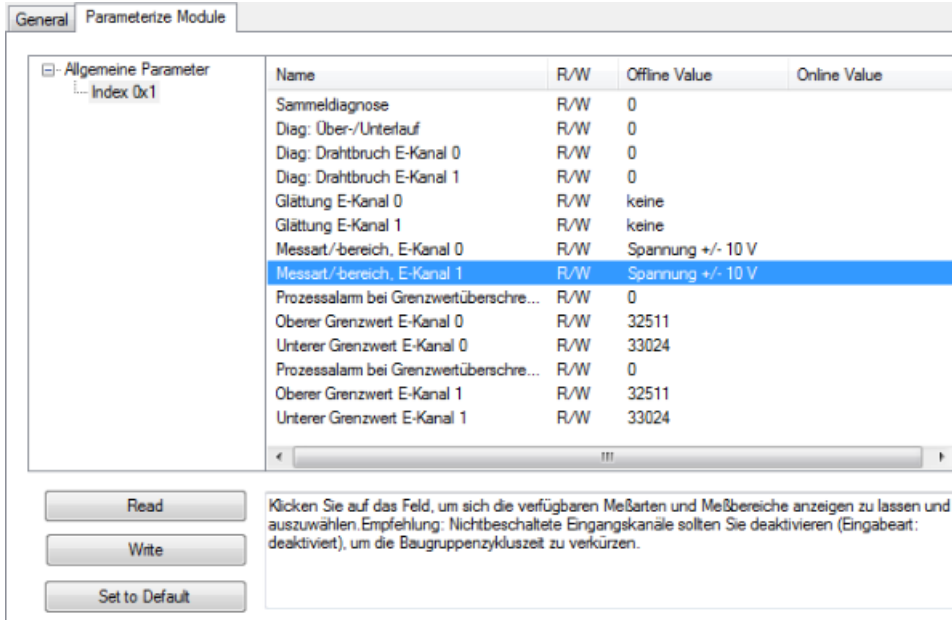 General Parameterize Module
Allgemeine Parameter
Index 0x1
Name R/W Offline Value Online Value
Sammeldiagnose R/W 0
Diag: Über-/Unterlauf R/W 0
Diag: Drahtbruch E-Kanal 0 R/W 0
Diag: Drahtbruch E-Kanal 1 R/W 0
Glättung E-Kanal 0 R/W keine
Glättung E-Kanal 1 R/W keine
Messart/-bereich, E-Kanal 0 R/W Spannung +/- 10 V
Messart/-bereich, E-Kanal 1 R/W Spannung +/- 10 V
Prozessalarm bei Grenzwertüberschre... R/W 0
Oberer Grenzwert E-Kanal 0 R/W 32511
Unterer Grenzwert E-Kanal 0 R/W 33024
Prozessalarm bei Grenzwertüberschre... R/W 0
Oberer Grenzwert E-Kanal 1 R/W 32511
Unterer Grenzwert E-Kanal 1 R/W 33024
Read
Write
Set to Default
Klicken Sie auf das Feld, um sich die verfügbaren Meßarten und Meßbereiche anzeigen zu lassen und
auszuwählen.Empfehlung: Nichtbeschaltete Eingangskanäle sollten Sie deaktivieren (Eingabeart:
deaktiviert), um die Baugruppenzykluszeit zu verkürzen.